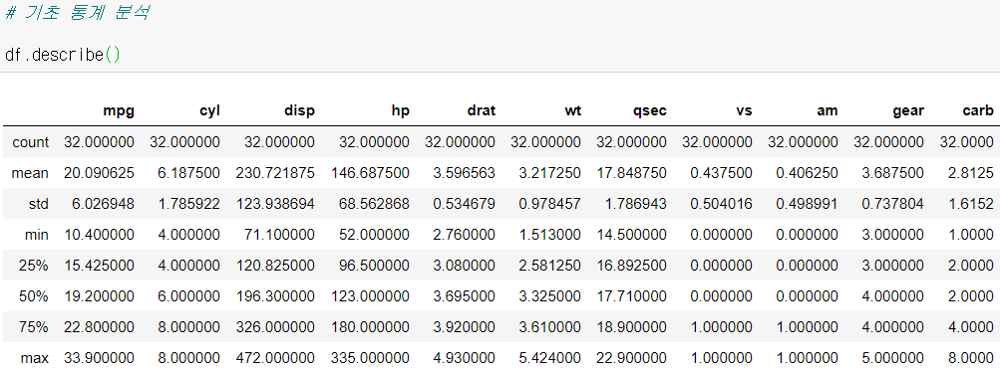 # 기초 통계 분석
df.describe()
mpg cyl disp hp drat wt qsec vs am gear carb
count 32.000000 32.000000 32.000000 32.000000 32.000000 32.000000 32.000000 32.000000 32.000000 32.000000 32.0000
mean 20.090625 6.187500 230.721875 146.687500 3.596563 3.217250 17.848750 0.437500 0.406250 3.687500 2.8125
std 6.026948 1.785922 123.938694 68.562868 0.534679 0.978457 1.786943 0.504016 0.498991 0.737804 1.6152
min 10.400000 4.000000 71.100000 52.000000 2.760000 1.513000 14.500000 0.000000 0.000000 3.000000 1.0000
25% 15.425000 4.000000 120.825000 96.500000 3.080000 2.581250 16.892500 0.000000 0.000000 3.000000 2.0000
50% 19.200000 6.000000 196.300000 123.000000 3.695000 3.325000 17.710000 0.000000 0.000000 4.000000 2.0000
75% 22.800000 8.000000 326.000000 180.000000 3.920000 3.610000 18.900000 1.000000 1.000000 4.000000 4.0000
max 33.900000 8.000000 472.000000 335.000000 4.930000 5.424000 22.900000 1.000000 1.000000 5.000000 8.0000